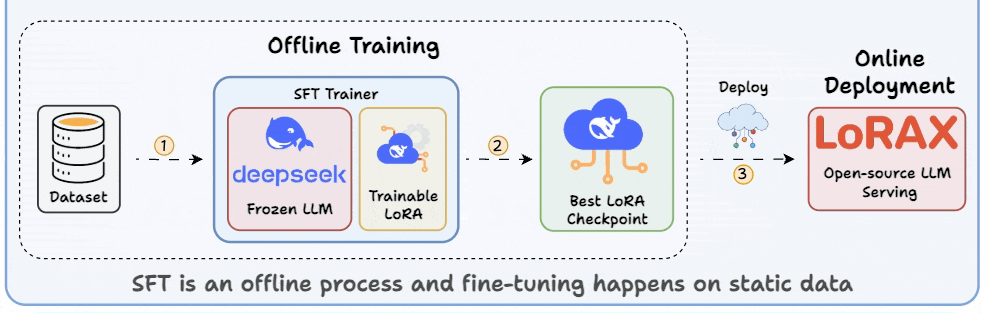 Offline Training
Online
Deployment
SFT Trainer
Deploy
LoRAX
deepseek
Dataset
1
2
3
Frozen LLM
Trainable
LoRA
Best LoRA
Checkpoint
Open-source LLM
Serving
SFT is an offline process and fine-tuning happens on static data